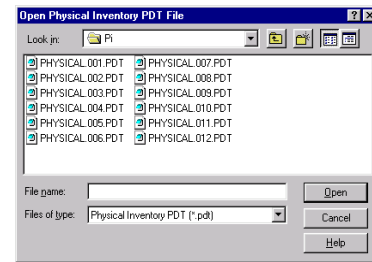 Open Physical Inventory PDT File
Look in: Pi
PHYSICAL.001.PDT PHYSICAL.007.PDT
PHYSICAL.002.PDT PHYSICAL.008.PDT
PHYSICAL.003.PDT PHYSICAL.009.PDT
PHYSICAL.004.PDT PHYSICAL.010.PDT
PHYSICAL.005.PDT PHYSICAL.011.PDT
PHYSICAL.006.PDT PHYSICAL.012.PDT
File name: Open
Files of type: Physical Inventory PDT (*.pdt) Cancel
Help